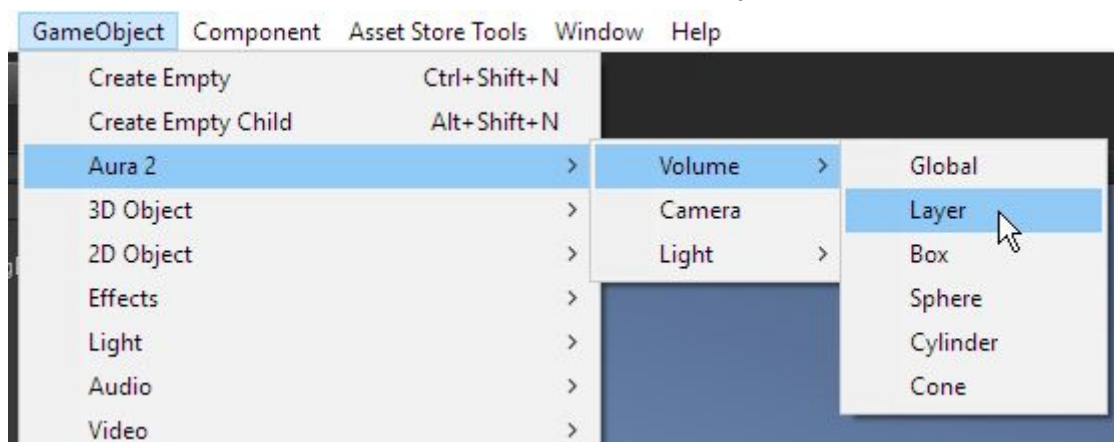 GameObject Component Asset Store Tools Window Help
Create Empty Ctrl+Shift+N
Create Empty Child Alt+Shift+N
Aura 2 > Volume > Global
3D Object > Camera Layer
2D Object > Light > Box
Effects > Sphere
Light > Cylinder
Audio > Cone
Video >